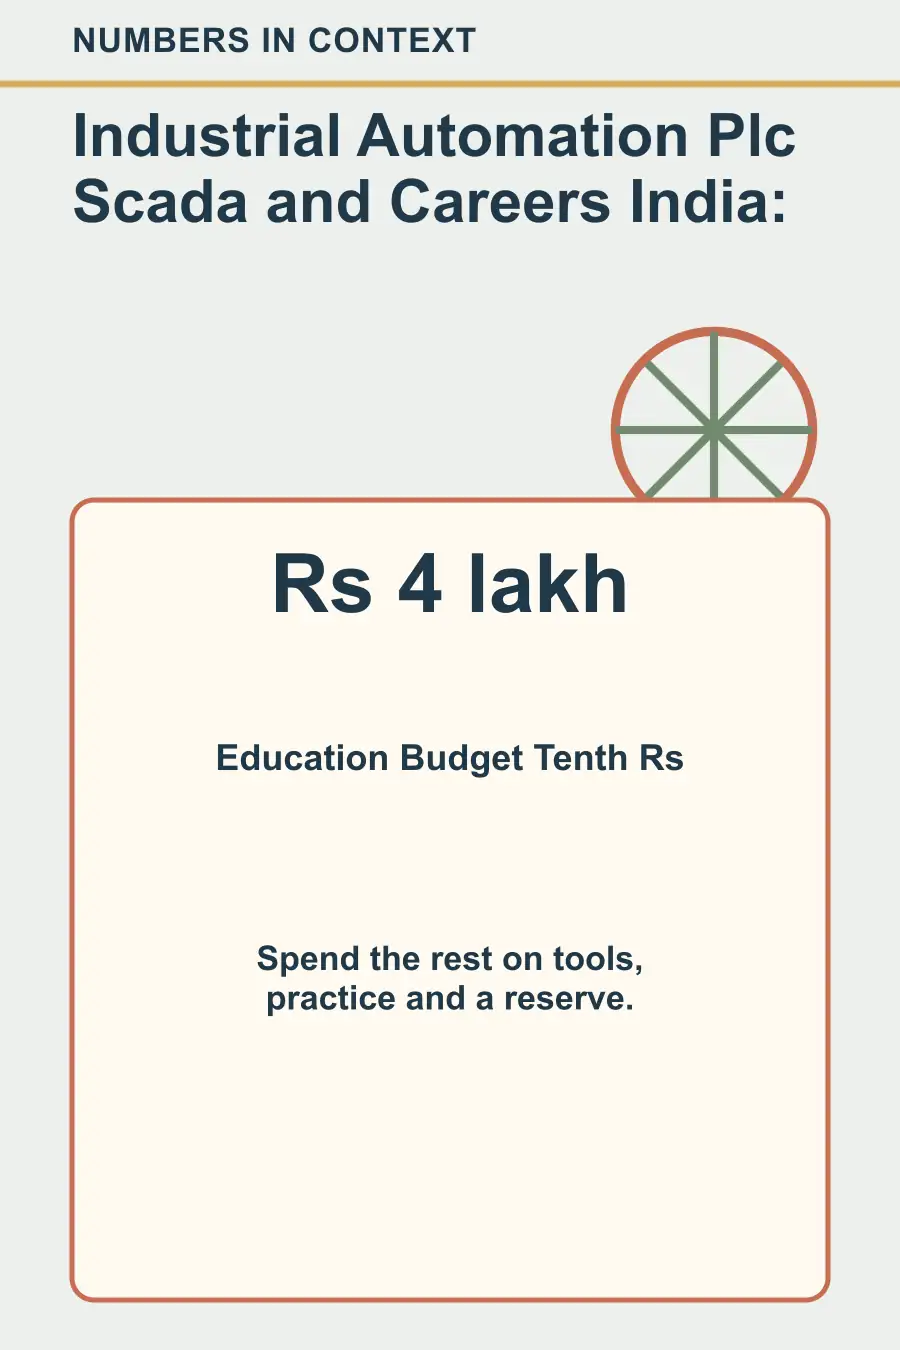 NUMBERS IN CONTEXT
Industrial Automation Plc
Scada and Careers India:
Rs 4 lakh
Education Budget Tenth Rs
Spend the rest on tools,
practice and a reserve.